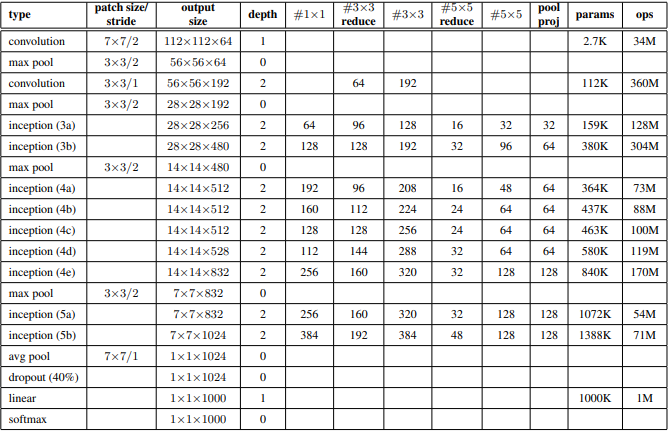 type patch size/ stride output size depth #1×1 #3×3 reduce #3×3 #5×5 reduce #5×5 pool proj params ops
convolution 7×7/2 112×112×64 1 2.7K 34M
max pool 3×3/2 56×56×64 0
convolution 3×3/1 56×56×192 2 64 192 112K 360M
max pool 3×3/2 28×28×192 0
inception (3a) 28×28×256 2 64 96 128 16 32 32 159K 128M
inception (3b) 28×28×480 2 128 128 192 32 96 64 380K 304M
max pool 3×3/2 14×14×480 0
inception (4a) 14×14×512 2 192 96 208 16 48 64 364K 73M
inception (4b) 14×14×512 2 160 112 224 24 64 64 437K 88M
inception (4c) 14×14×512 2 128 128 256 24 64 64 463K 100M
inception (4d) 14×14×528 2 112 144 288 32 64 64 580K 119M
inception (4e) 14×14×832 2 256 160 320 32 128 128 840K 170M
max pool 3×3/2 7×7×832 0
inception (5a) 7×7×832 2 256 160 320 32 128 128 1072K 54M
inception (5b) 7×7×1024 2 384 192 384 48 128 128 1388K 71M
avg pool 7×7/1 1×1×1024 0
dropout (40%) 1×1×1024 0
linear 1×1×1000 1 1000K 1M
softmax 1×1×1000 0